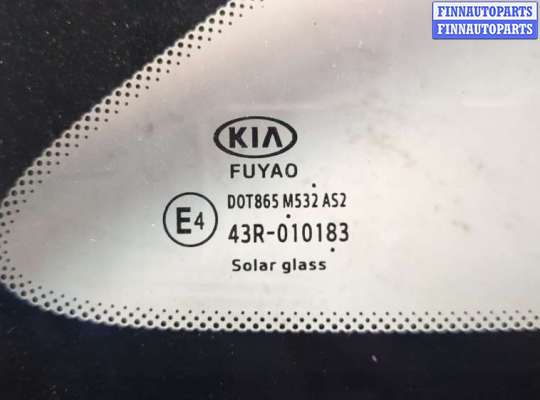 FINNAUTOPARTS
FINNAUTOPARTS
KIA
FUYAO
DOT865 M532 AS2
E4
43R-010183
Solar glass